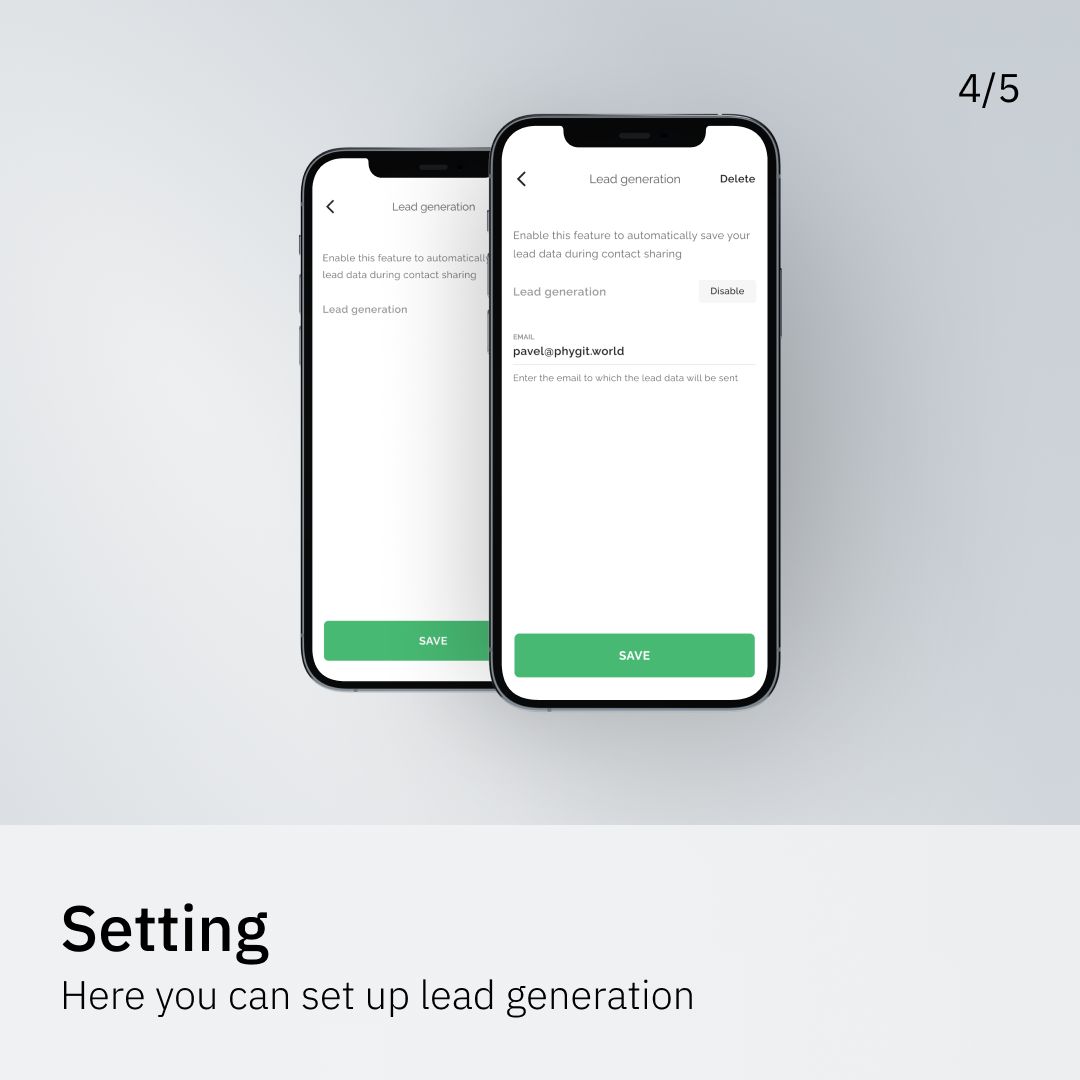 4/5
Lead generation
Enable this feature to automatically
lead data during contact sharing
Lead generation
SAVE
Lead generation
Delete
Enable this feature to automatically save your
lead data during contact sharing
Lead generation
Disable
EMAIL
pavel@phygit.world
Enter the email to which the lead data will be sent
SAVE
Setting
Here you can set up lead generation